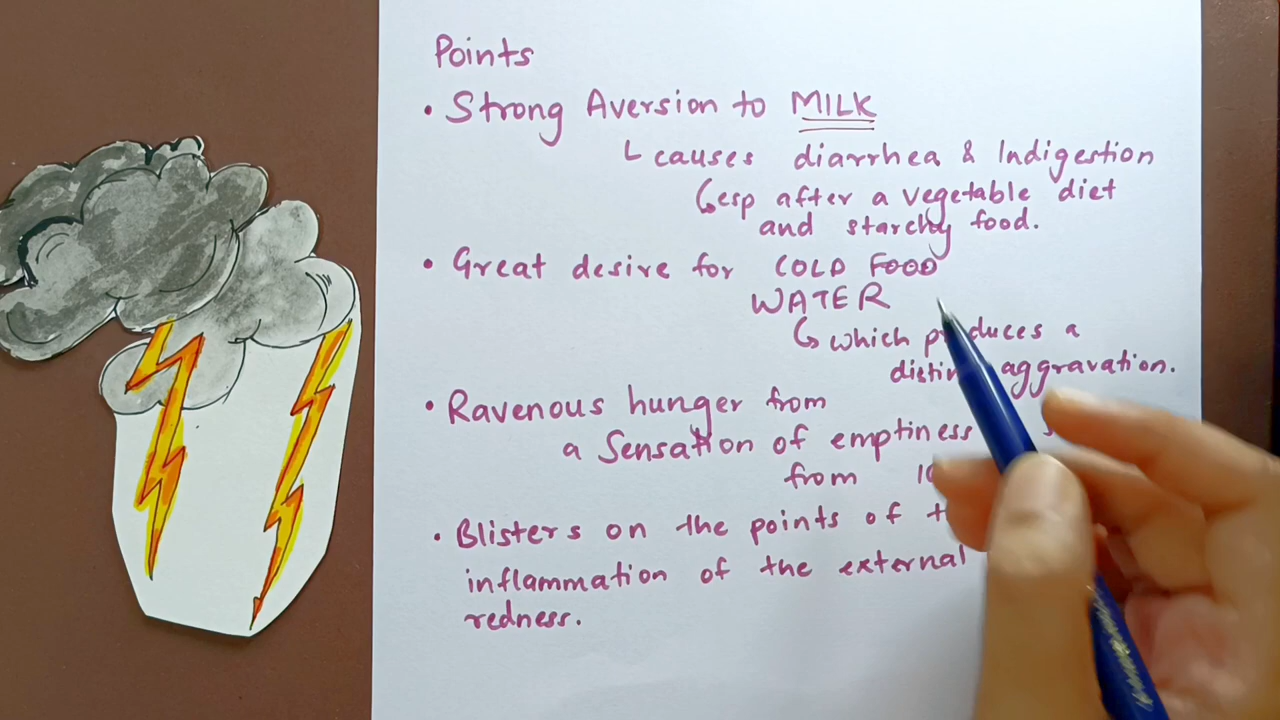 Points
• Strong Aversion to MILK
causes diarrhea & Indigestion
esp after a vegetable diet
and starchy food.
• Great desire for COLD FOOD
WATER
which produces a
aggravation.
• Ravenous hunger from
a Sensation of emptiness
from
• Blisters on the points of
inflammation of the external
redness.